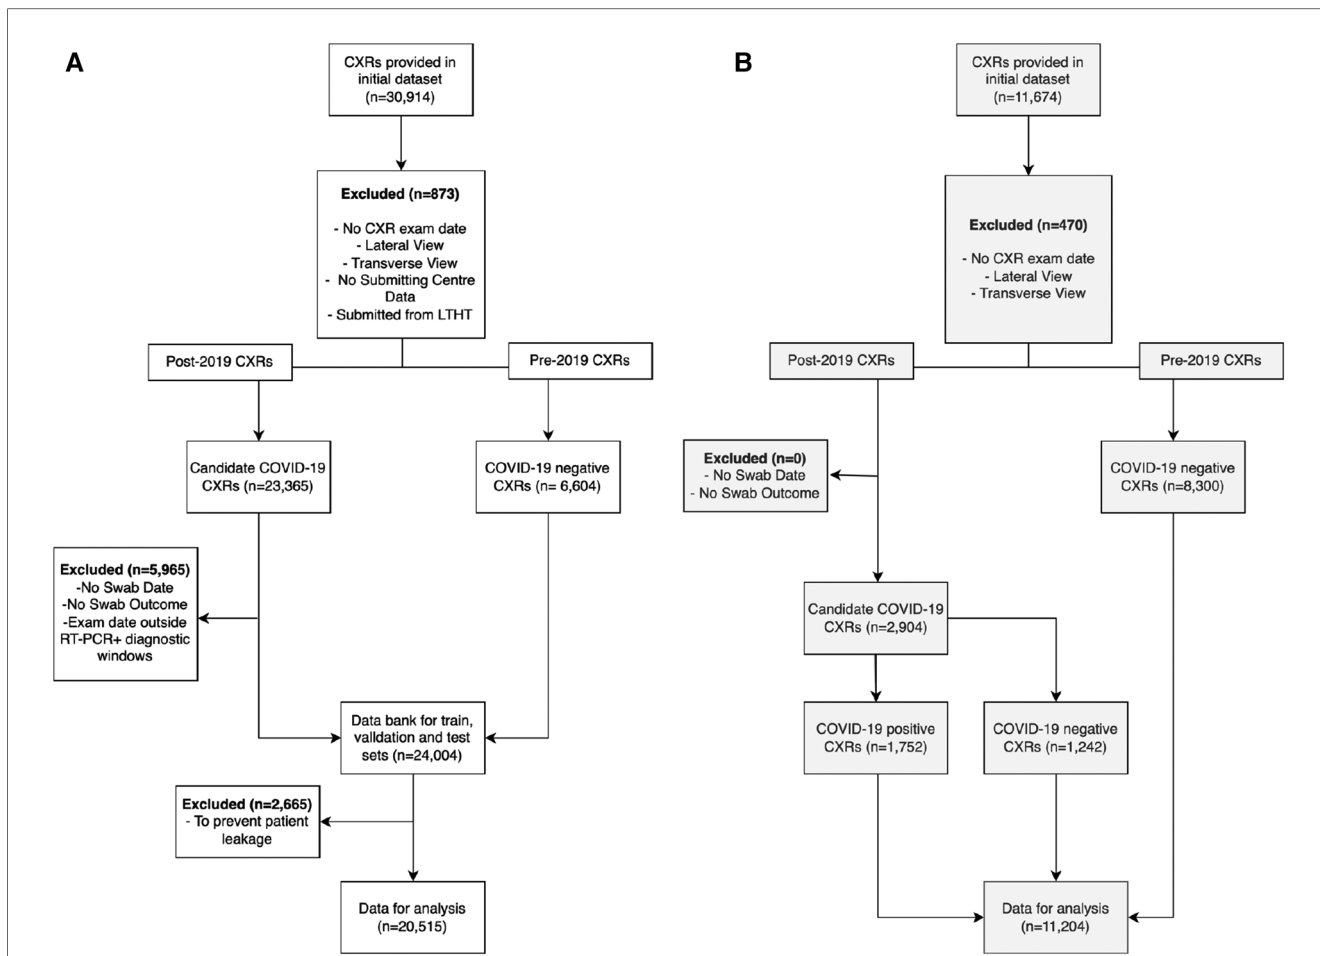 A
CXRs provided in
initial dataset
(n=30,914)
Excluded (n=873)
- No CXR exam date
- Lateral View
- Transverse View
- No Submitting Centre
Data
- Submitted from LTHT
Post-2019 CXRs
Pre-2019 CXRs
Candidate COVID-19
CXRs (n=23,365)
COVID-19 negative
CXRs (n= 6,604)
Excluded (n=5,965)
-No Swab Date
-No Swab Outcome
-Exam date outside
RT-PCR+ diagnostic
windows
Data bank for train,
validation and test
sets (n=24,004)
Excluded (n=2,665)
- To prevent patient
leakage
Data for analysis
(n=20,515)
B
CXRs provided in
initial dataset
(n=11,674)
Excluded (n=470)
- No CXR exam date
- Lateral View
- Transverse View
Post-2019 CXRs
Pre-2019 CXRs
Excluded (n=0)
- No Swab Date
- No Swab Outcome
COVID-19 negative
CXRs (n=8,300)
Candidate COVID-19
CXRs (n=2,904)
COVID-19 positive
CXRs (n=1,752)
COVID-19 negative
CXRs (n=1,242)
Data for analysis
(n=11,204)